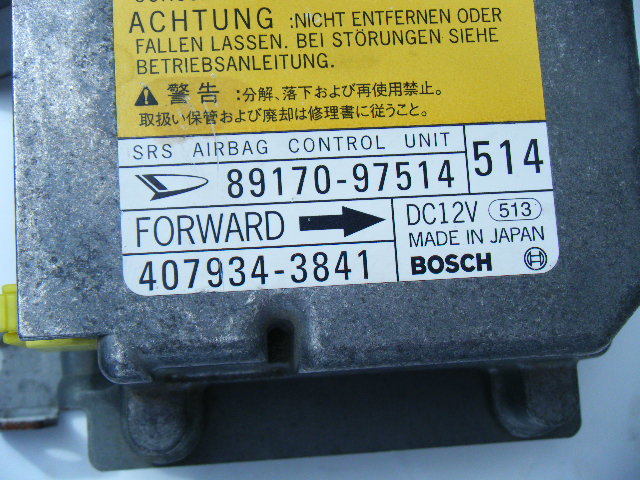 ACHTUNG :NICHT ENTFERNEN ODER
FALLEN LASSEN. BEI STÖRUNGEN SIEHE
BETRIEBSANLEITUNG.
警告 :分解、落下および再使用禁止。
取扱い保管および廃却は修理書に従うこと。
SRS AIRBAG CONTROL UNIT
89170-97514 514
FORWARD
DC12V 513
MADE IN JAPAN
407934-3841
BOSCH